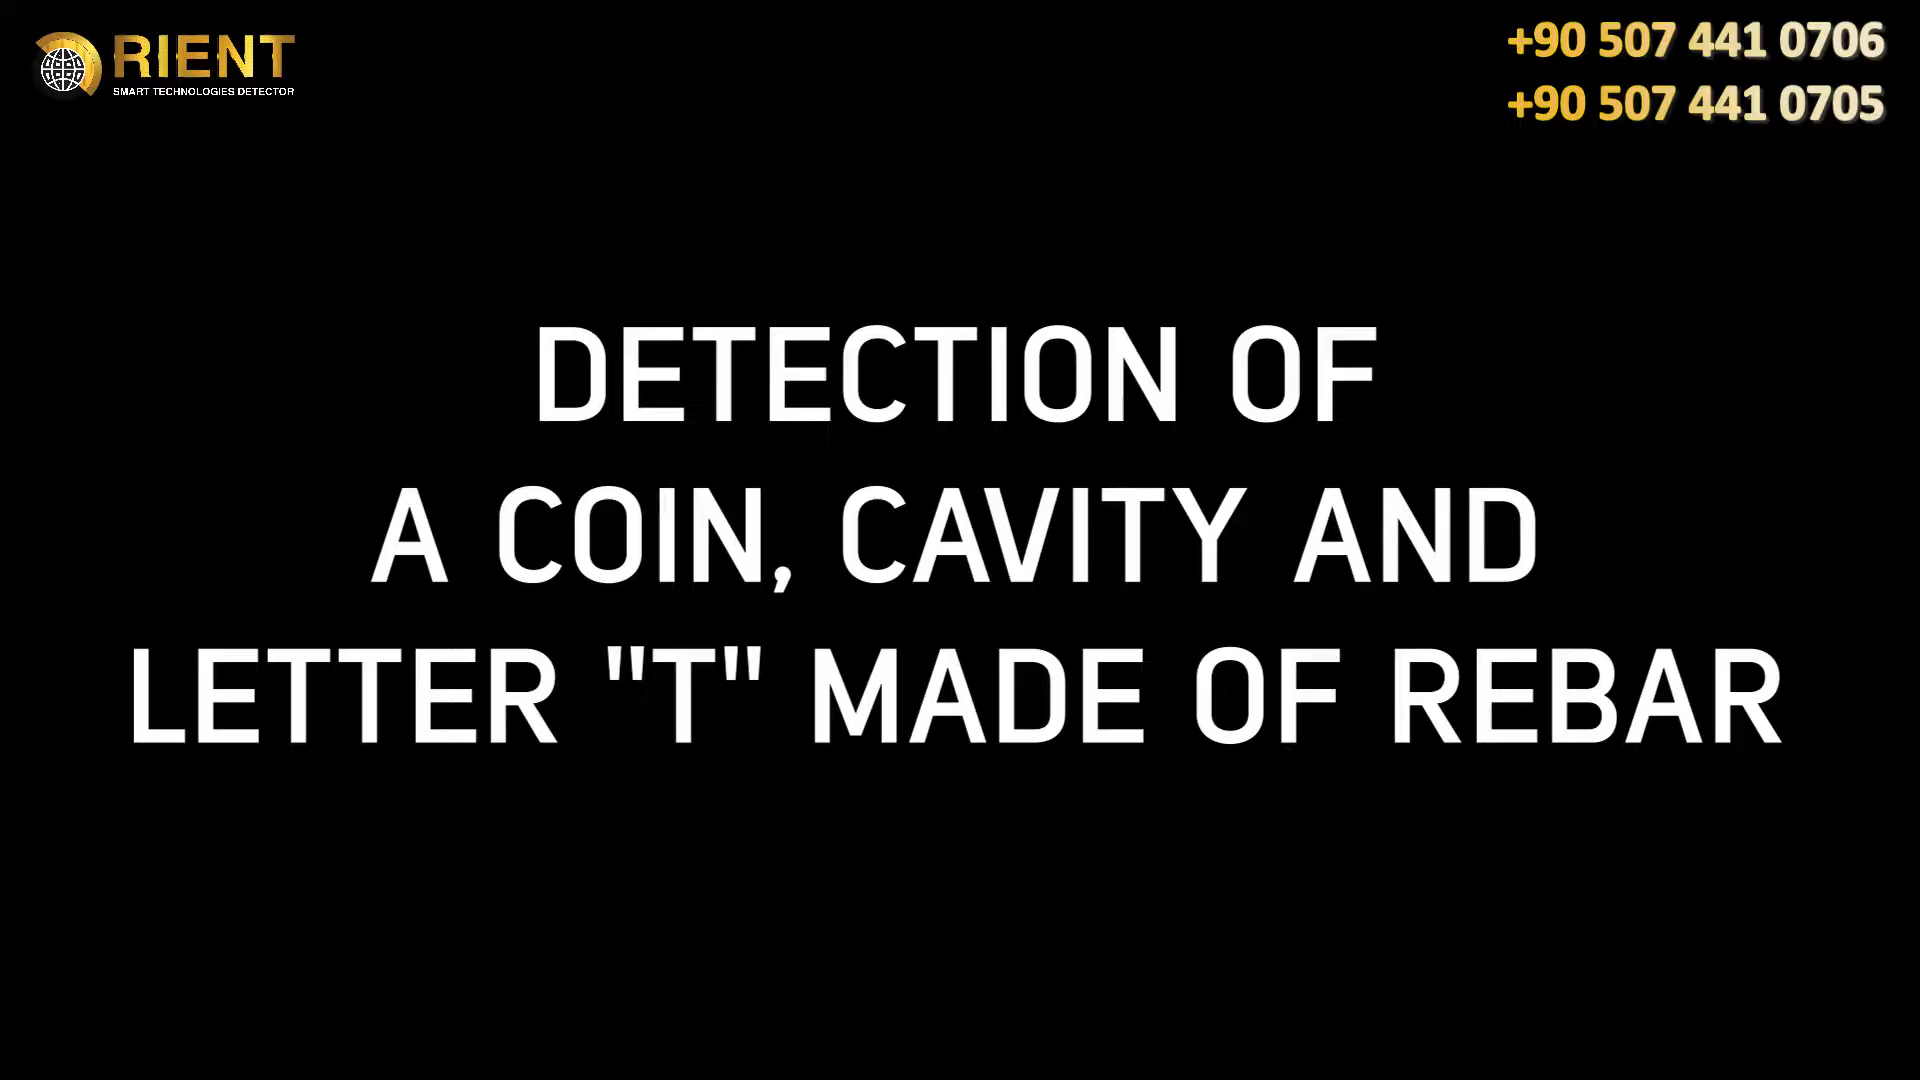 ORIENT
SMART TECHNOLOGIES DETECTOR
+90 507 441 0706
+90 507 441 0705
DETECTION OF
A COIN, CAVITY AND
LETTER "T" MADE OF REBAR